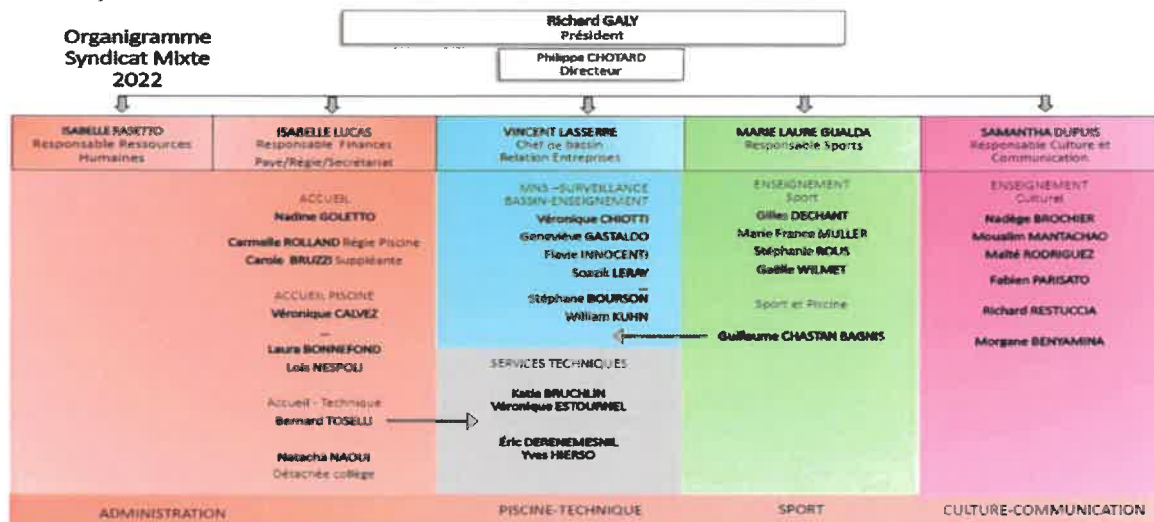 Organigramme
Syndicat Mixte
2022
Richard GALY
Président
Philippe CHOTARD
Directeur
ISABELLE RASETTO
Responsable Ressources
Humaines
ISABELLE LUCAS
Responsable Finances
Paye/Régie/Secrétariat
VINCENT LASSERRE
Chef de bassin
Relation Entreprises
MARIE LAURE GUALDA
Responsable Sports
SAMANTHA DUPUIS
Responsable Culture et
Communication
ACCUEIL
Nadine GOLETTO
Carmelle ROLLAND Régie Piscine
Carole BRUZZI Suppléante
ACCUEIL PISCINE
Véronique CALVEZ
Laura BONNEFOND
Loïs NESPOLI
Accueil - Technique
Bernard TOSELLI
Natacha NAOUI
Détachée collège
MNS -SURVEILLANCE
BASSIN-ENSEIGNEMENT
Véronique CHIOTTI
Geneviève GASTALDO
Flavie INNOCENTI
Soazik LERAY
Stéphane BOURSON
William KUHN
SERVICES TECHNIQUES
Katia BRUCHLIN
Véronique ESTOURNEL
Éric DERENEMESNIL
Yves HIERSO
ENSEIGNEMENT
Sport
Gilles DECHANT
Marie France MULLER
Stéphanie ROUS
Gaëlle WILMET
Sport et Piscine
Guillaume CHASTAN BAGNIS
ENSEIGNEMENT
Culturel
Nadège BROCHIER
Moualim MANTACHAO
Maïté RODRIGUEZ
Fabien PARISATO
Richard RESTUCCIA
Morgane BENYAMINA
ADMINISTRATION
PISCINE-TECHNIQUE
SPORT
CULTURE-COMMUNICATION